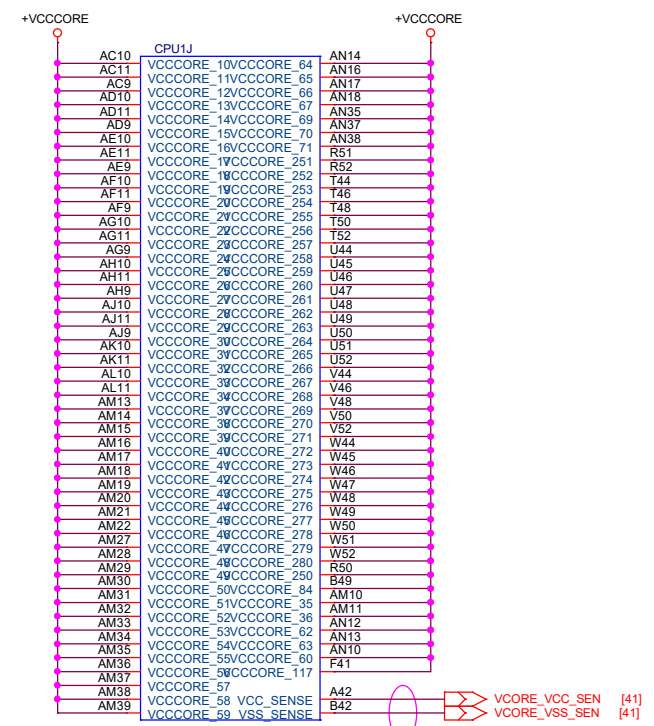 +VCCCORE +VCCCORE
CPU1J
AC10 VCCCORE_10 VCCCORE_64 AN14
AC11 VCCCORE_11 VCCCORE_65 AN16
AC9 VCCCORE_12 VCCCORE_66 AN17
AD10 VCCCORE_13 VCCCORE_67 AN18
AD11 VCCCORE_14 VCCCORE_69 AN35
AD9 VCCCORE_15 VCCCORE_70 AN37
AE10 VCCCORE_16 VCCCORE_71 AN38
AE11 VCCCORE_17 VCCCORE_251 R51
AE9 VCCCORE_18 VCCCORE_252 R52
AF10 VCCCORE_19 VCCCORE_253 T44
AF11 VCCCORE_20 VCCCORE_254 T46
AF9 VCCCORE_21 VCCCORE_255 T48
AG10 VCCCORE_22 VCCCORE_256 T50
AG11 VCCCORE_23 VCCCORE_257 T52
AG9 VCCCORE_24 VCCCORE_258 U44
AH10 VCCCORE_25 VCCCORE_259 U45
AH11 VCCCORE_26 VCCCORE_260 U46
AH9 VCCCORE_27 VCCCORE_261 U47
AJ10 VCCCORE_28 VCCCORE_262 U48
AJ11 VCCCORE_29 VCCCORE_263 U49
AJ9 VCCCORE_30 VCCCORE_264 U50
AK10 VCCCORE_31 VCCCORE_265 U51
AK11 VCCCORE_32 VCCCORE_266 U52
AL10 VCCCORE_33 VCCCORE_267 V44
AL11 VCCCORE_34 VCCCORE_268 V46
AM13 VCCCORE_37 VCCCORE_269 V48
AM14 VCCCORE_38 VCCCORE_270 V50
AM15 VCCCORE_39 VCCCORE_271 V52
AM16 VCCCORE_40 VCCCORE_272 W44
AM17 VCCCORE_41 VCCCORE_273 W45
AM18 VCCCORE_42 VCCCORE_274 W46
AM19 VCCCORE_43 VCCCORE_275 W47
AM20 VCCCORE_44 VCCCORE_276 W48
AM21 VCCCORE_45 VCCCORE_277 W49
AM22 VCCCORE_46 VCCCORE_278 W50
AM27 VCCCORE_47 VCCCORE_279 W51
AM28 VCCCORE_48 VCCCORE_280 W52
AM29 VCCCORE_49 VCCCORE_250 R50
AM30 VCCCORE_50 VCCCORE_84 B49
AM31 VCCCORE_51 VCCCORE_35 AM10
AM32 VCCCORE_52 VCCCORE_36 AM11
AM33 VCCCORE_53 VCCCORE_62 AN12
AM34 VCCCORE_54 VCCCORE_63 AN13
AM35 VCCCORE_55 VCCCORE_60 AN10
AM36 VCCCORE_56 VCCCORE_117 F41
AM37 VCCCORE_57
AM38 VCCCORE_58 VCC_SENSE A42 VCORE_VCC_SEN [41]
AM39 VCCCORE_59 VSS_SENSE B42 VCORE_VSS_SEN [41]